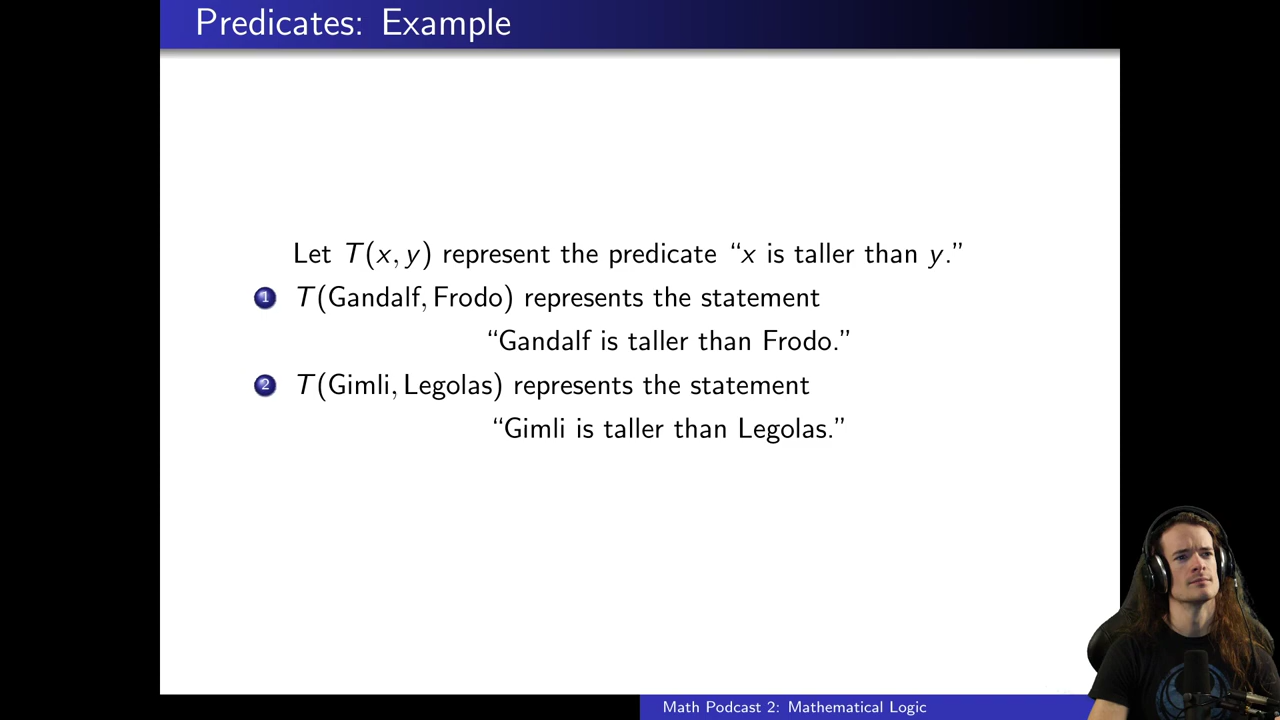 Predicates: Example
Let T(x, y) represent the predicate “x is taller than y.”
1 T(Gandalf, Frodo) represents the statement
“Gandalf is taller than Frodo.”
2 T(Gimli, Legolas) represents the statement
“Gimli is taller than Legolas.”
Math Podcast 2: Mathematical Logic